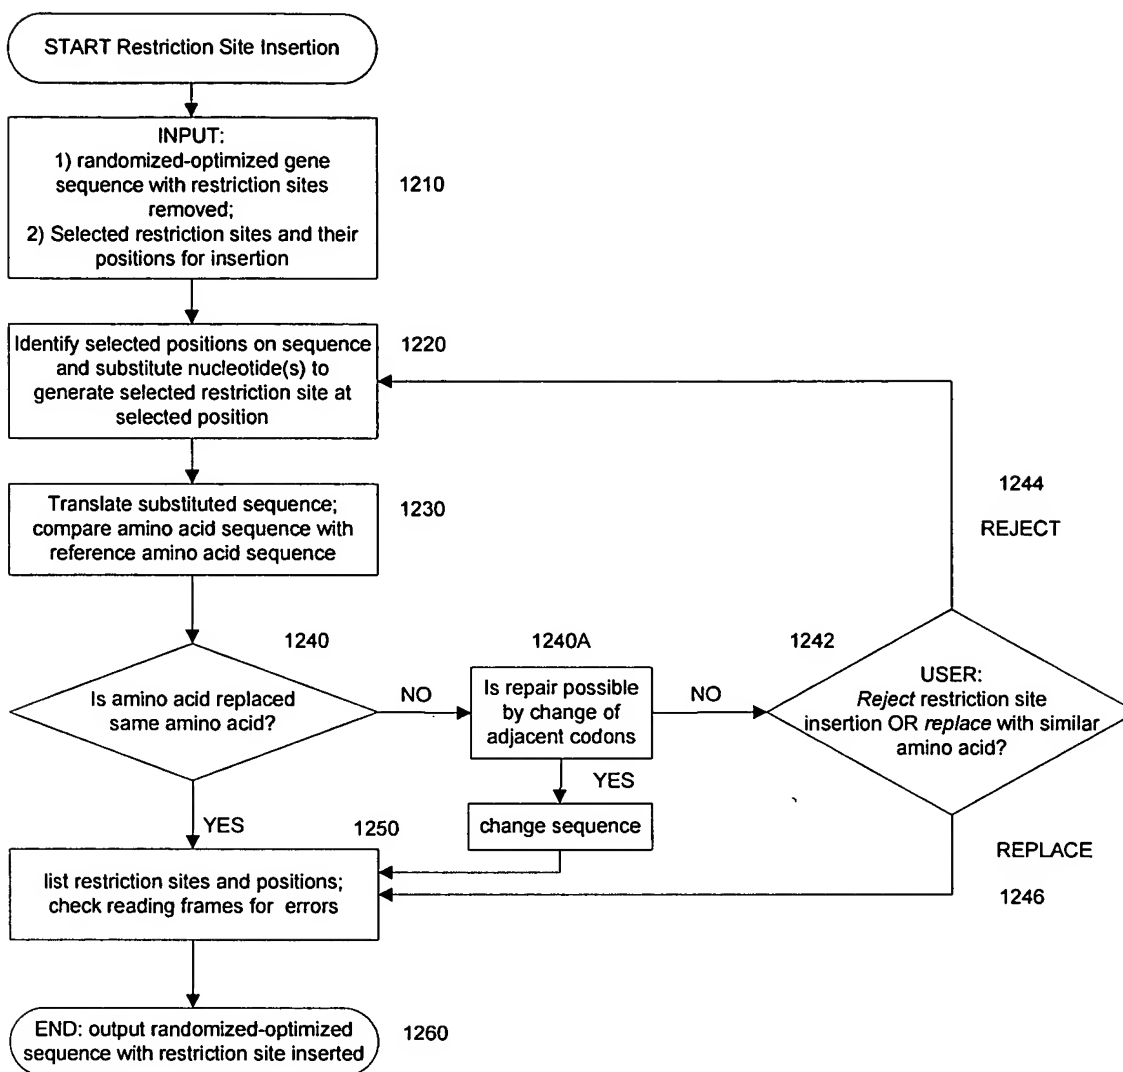 START Restriction Site Insertion
INPUT:
1) randomized-optimized gene
sequence with restriction sites
removed;
2) Selected restriction sites and their
positions for insertion
1210
Identify selected positions on sequence
and substitute nucleotide(s) to
generate selected restriction site at
selected position
1220
Translate substituted sequence;
compare amino acid sequence with
reference amino acid sequence
1230
1244
REJECT
1240
Is amino acid replaced
same amino acid?
NO
1240A
Is repair possible
by change of
adjacent codons
NO
1242
USER:
Reject restriction site
insertion OR replace with similar
amino acid?
YES
change sequence
YES
1250
list restriction sites and positions;
check reading frames for errors
REPLACE
1246
END: output randomized-optimized
sequence with restriction site inserted
1260